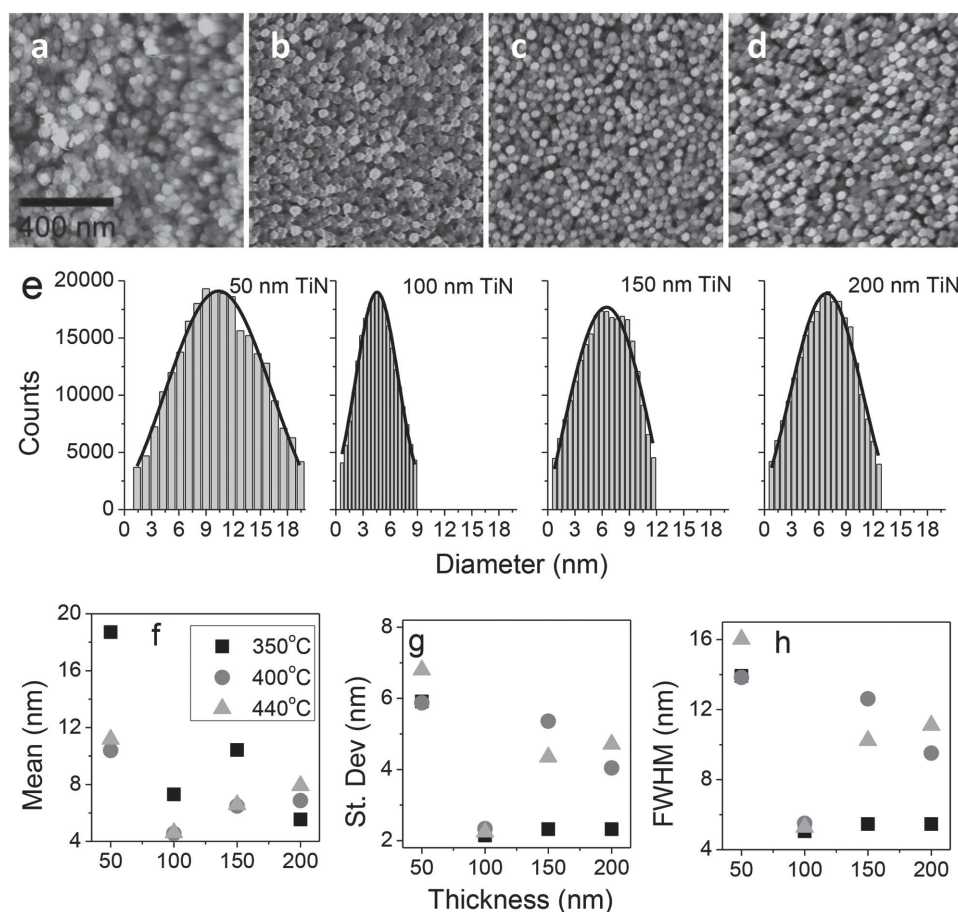 a
b
c
d
400 nm
e
50 nm TiN
100 nm TiN
150 nm TiN
200 nm TiN
20000
15000
10000
5000
0
Counts
0 3 6 9 12 15 18
0 3 6 9 12 15 18
0 3 6 9 12 15 18
0 3 6 9 12 15 18
Diameter (nm)
f
350°C
400°C
440°C
20
16
12
8
4
Mean (nm)
50 100 150 200
g
8
6
4
2
St. Dev (nm)
50 100 150 200
h
16
12
8
4
FWHM (nm)
50 100 150 200
Thickness (nm)